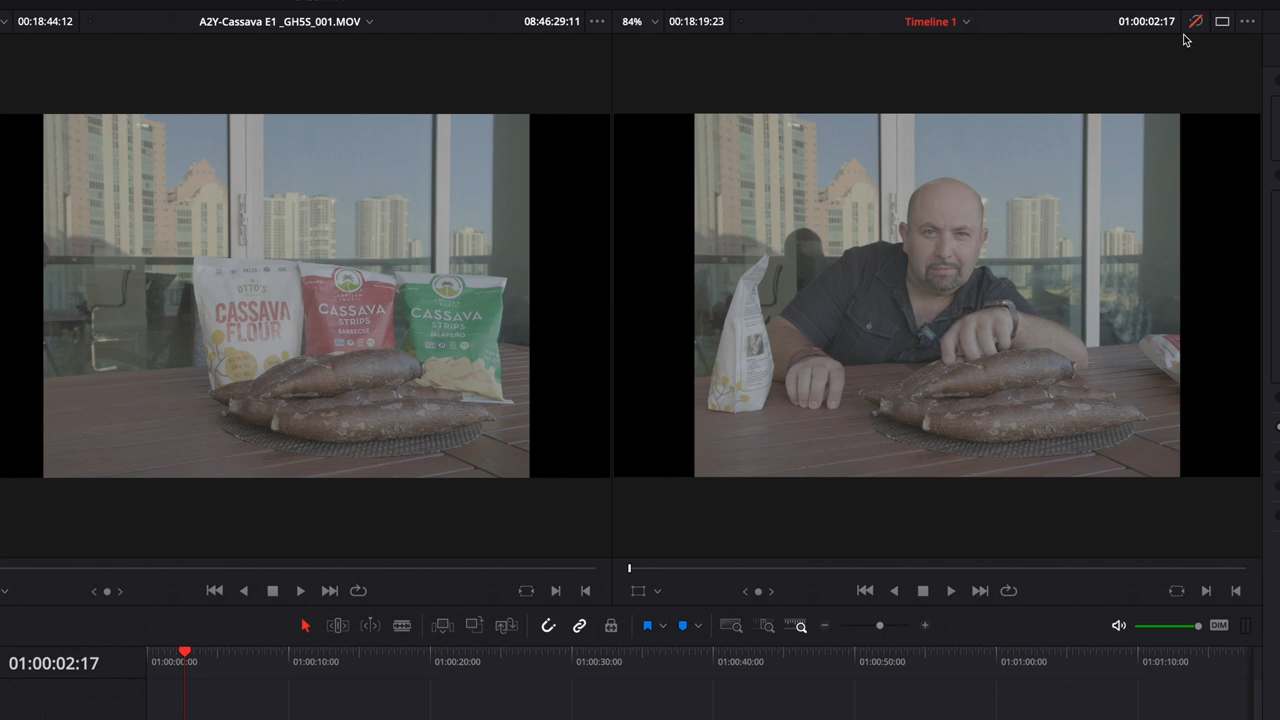 00:18:44:12
A2Y-Cassava E1 _GH5S_001.MOV
08:46:29:11
84%
00:18:19:23
Timeline 1
01:00:02:17
OTTO'S
CASSAVA
FLOUR
CASSAVA
STRIPS
BARBECUE
CASSAVA
STRIPS
JALAPEÑO
DIM
01:00:02:17
01:00:00:00
01:00:10:00
01:00:20:00
01:00:30:00
01:00:40:00
01:00:50:00
01:01:00:00
01:01:10:00